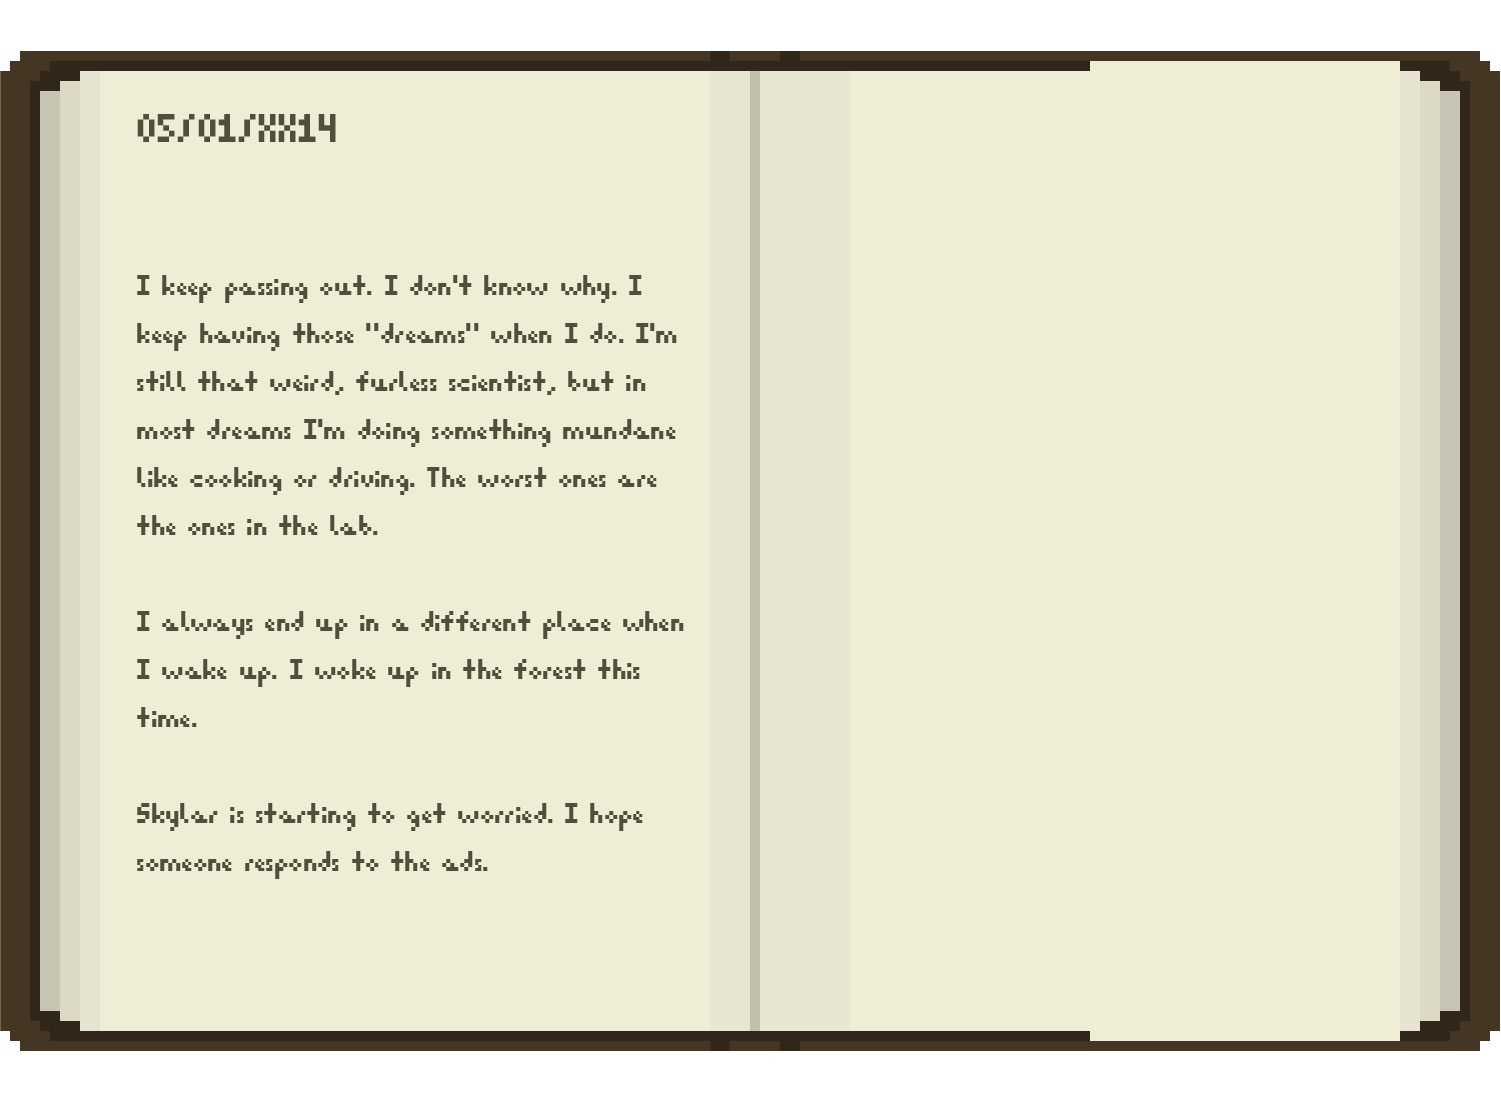 05/01/XX14
I keep passing out. I don't know why. I
keep having those "dreams" when I do. I'm
still that weird, furless scientist, but in
most dreams I'm doing something mundane
like cooking or driving. The worst ones are
the ones in the lab.
I always end up in a different place when
I wake up. I woke up in the forest this
time.
Skylar is starting to get worried. I hope
someone responds to the ads.